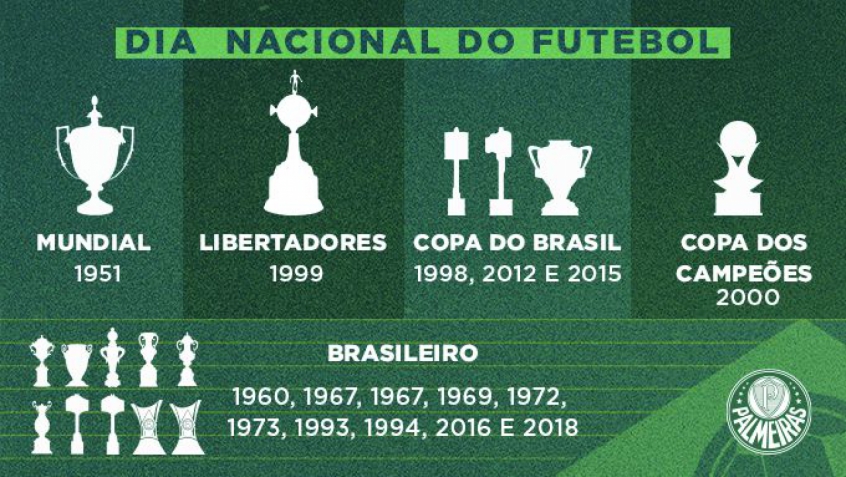 DIA NACIONAL DO FUTEBOL
MUNDIAL
1951
LIBERTADORES
1999
COPA DO BRASIL
1998, 2012 E 2015
COPA DOS
CAMPEÕES
2000
BRASILEIRO
1960, 1967, 1967, 1969, 1972,
1973, 1993, 1994, 2016 E 2018
P
PALMEIRAS